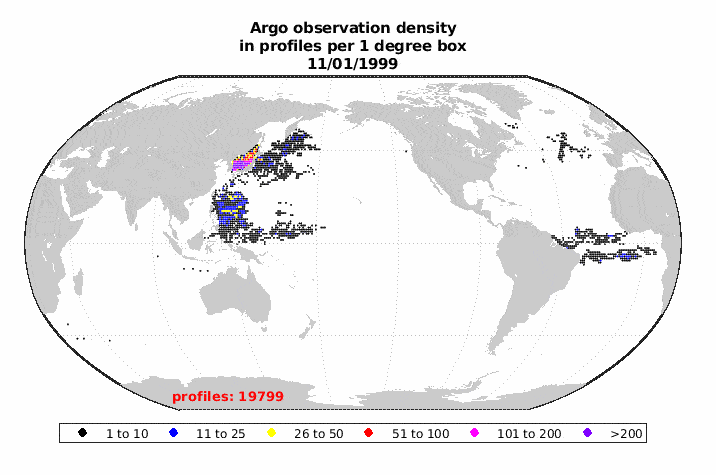 Argo observation density
in profiles per 1 degree box
11/01/1999
profiles: 19799
1 to 10 11 to 25 26 to 50 51 to 100 101 to 200 >200